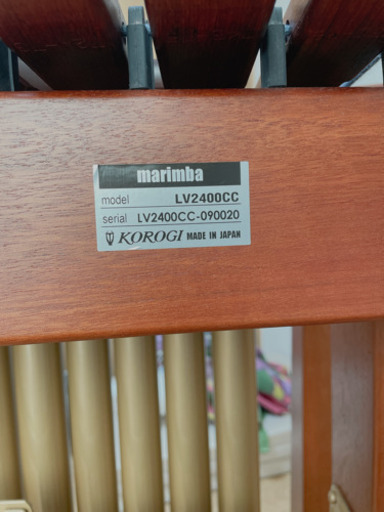 marimba
model LV2400CC
serial LV2400CC-090020
KOROGI MADE IN JAPAN